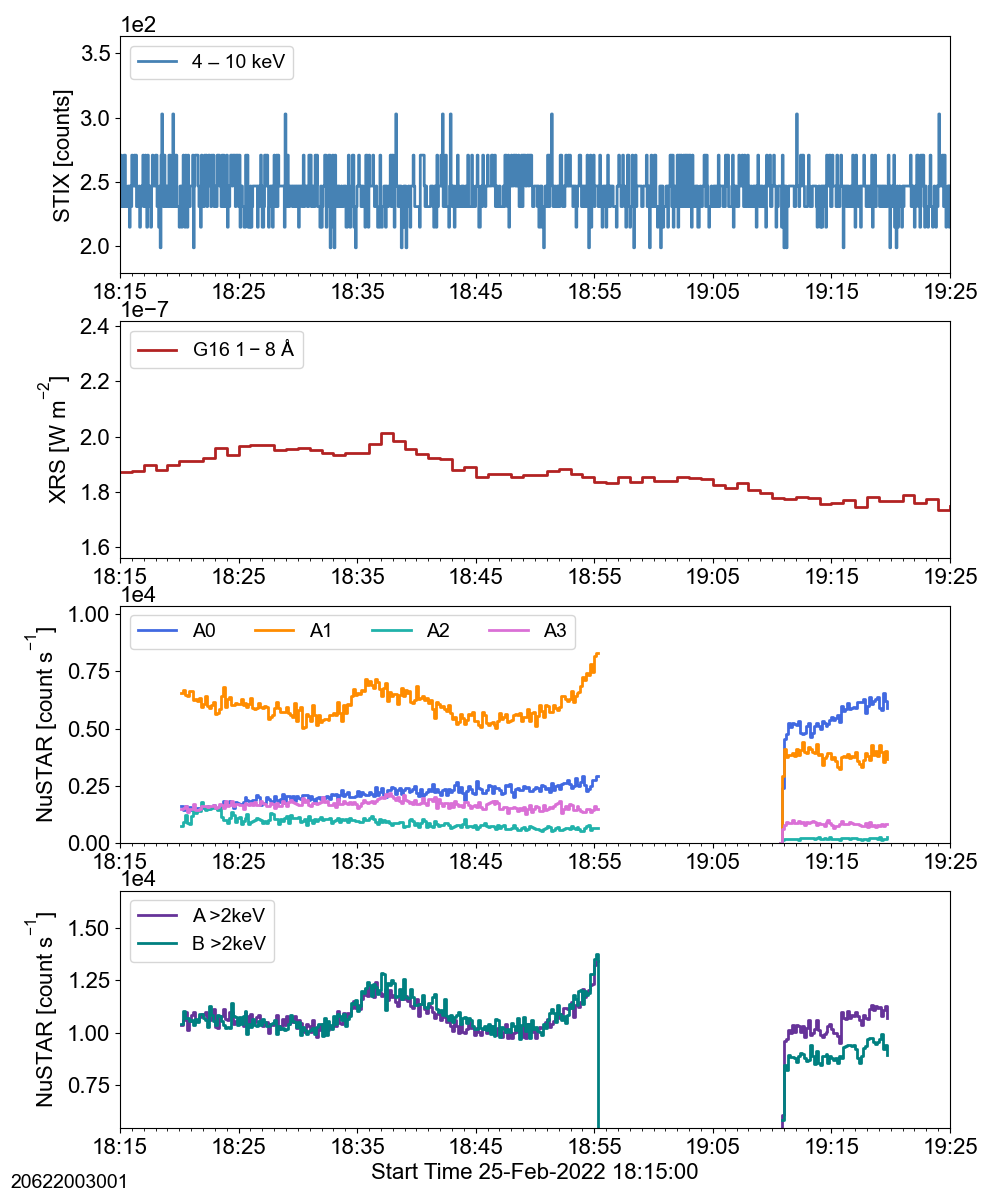 1e2
3.5
3.0
2.5
2.0
STIX [counts]
4 – 10 keV
18:15 18:25 18:35 18:45 18:55 19:05 19:15 19:25
1e−7
2.4
2.2
2.0
1.8
1.6
XRS [W m−2]
G16 1 − 8 Å
18:15 18:25 18:35 18:45 18:55 19:05 19:15 19:25
1e4
1.00
0.75
0.50
0.25
0.00
NuSTAR [count s−1]
A0 A1 A2 A3
18:15 18:25 18:35 18:45 18:55 19:05 19:15 19:25
1e4
1.50
1.25
1.00
0.75
NuSTAR [count s−1]
A >2keV
B >2keV
18:15 18:25 18:35 18:45 18:55 19:05 19:15 19:25
Start Time 25-Feb-2022 18:15:00
20622003001